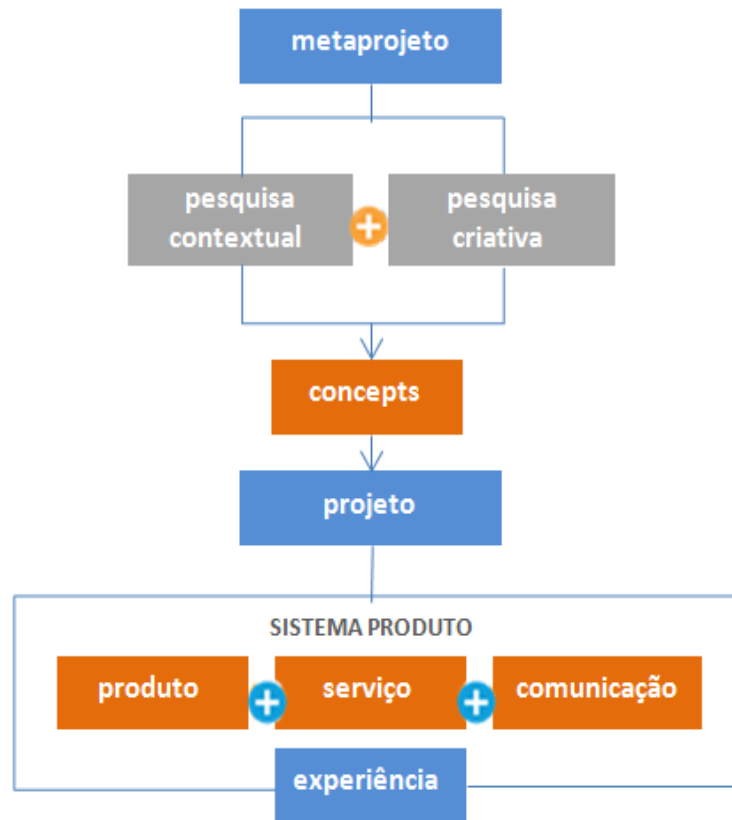 metaprojeto
pesquisa
contextual
pesquisa
criativa
concepts
projeto
SISTEMA PRODUTO
produto
serviço
comunicação
experiência